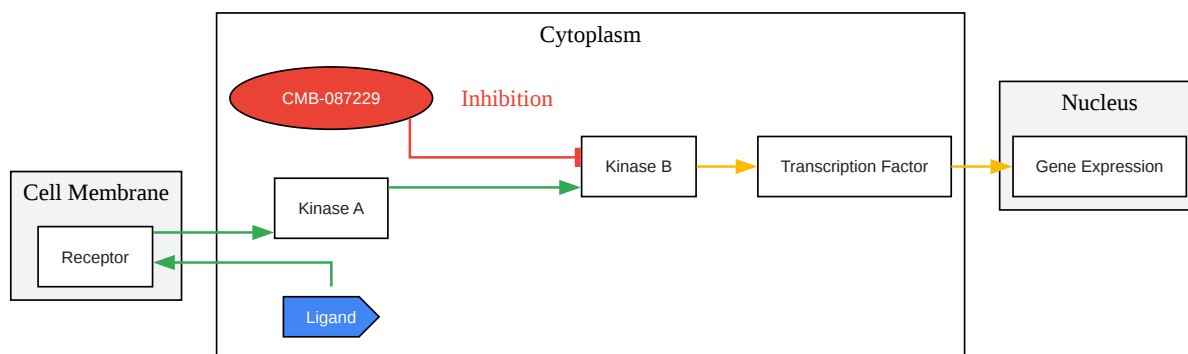 Cytoplasm
CMB-087229
Inhibition
Nucleus
Kinase B
Transcription Factor
Gene Expression
Cell Membrane
Kinase A
Receptor
Ligand